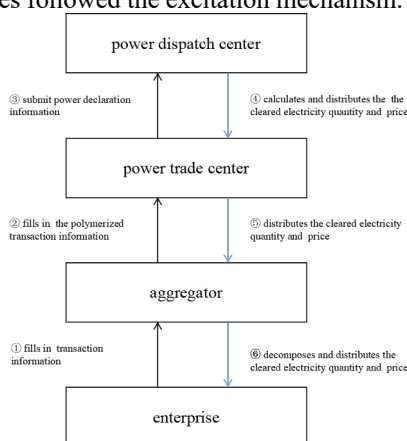 es followed the excitation mechanism.
power dispatch center
③ submit power declaration
information
④ calculates and distributes the the
cleared electricity quantity and price
power trade center
② fills in the polymerized
transaction information
⑤ distributes the cleared electricity
quantity and price
aggregator
① fills in transaction
information
⑥ decomposes and distributes the
cleared electricity quantity and price
enterprise